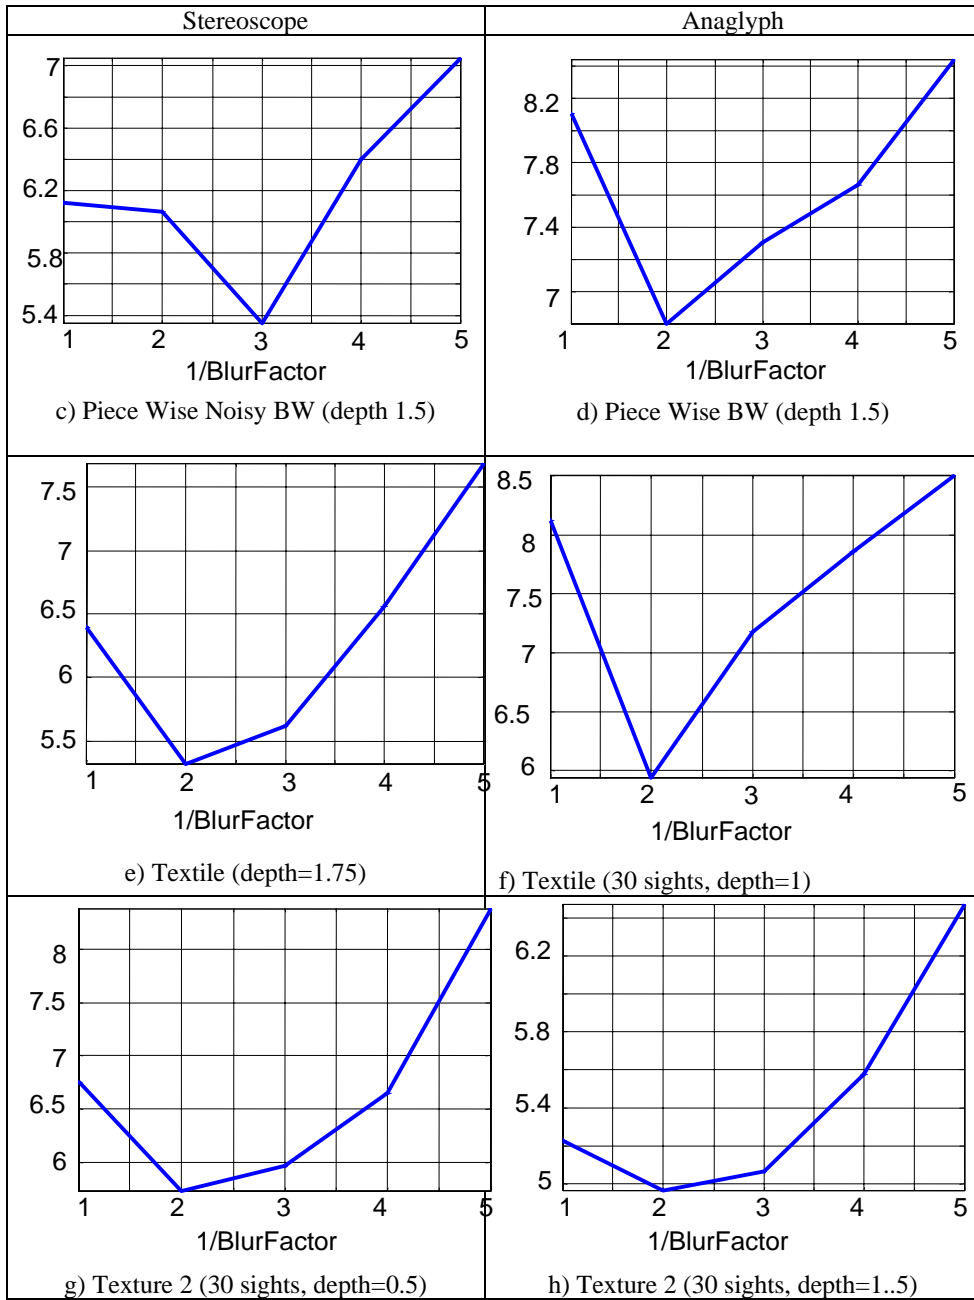 Stereoscope Anaglyph
7
6.6
6.2
5.8
5.4
1 2 3 4 5
1/BlurFactor
c) Piece Wise Noisy BW (depth 1.5)
8.2
7.8
7.4
7
1 2 3 4 5
1/BlurFactor
d) Piece Wise BW (depth 1.5)
7.5
7
6.5
6
5.5
1 2 3 4 5
1/BlurFactor
e) Textile (depth=1.75)
8.5
8
7.5
7
6.5
6
1 2 3 4 5
1/BlurFactor
f) Textile (30 sights, depth=1)
8
7.5
7
6.5
6
1 2 3 4 5
1/BlurFactor
g) Texture 2 (30 sights, depth=0.5)
6.2
5.8
5.4
5
1 2 3 4 5
1/BlurFactor
h) Texture 2 (30 sights, depth=1..5)